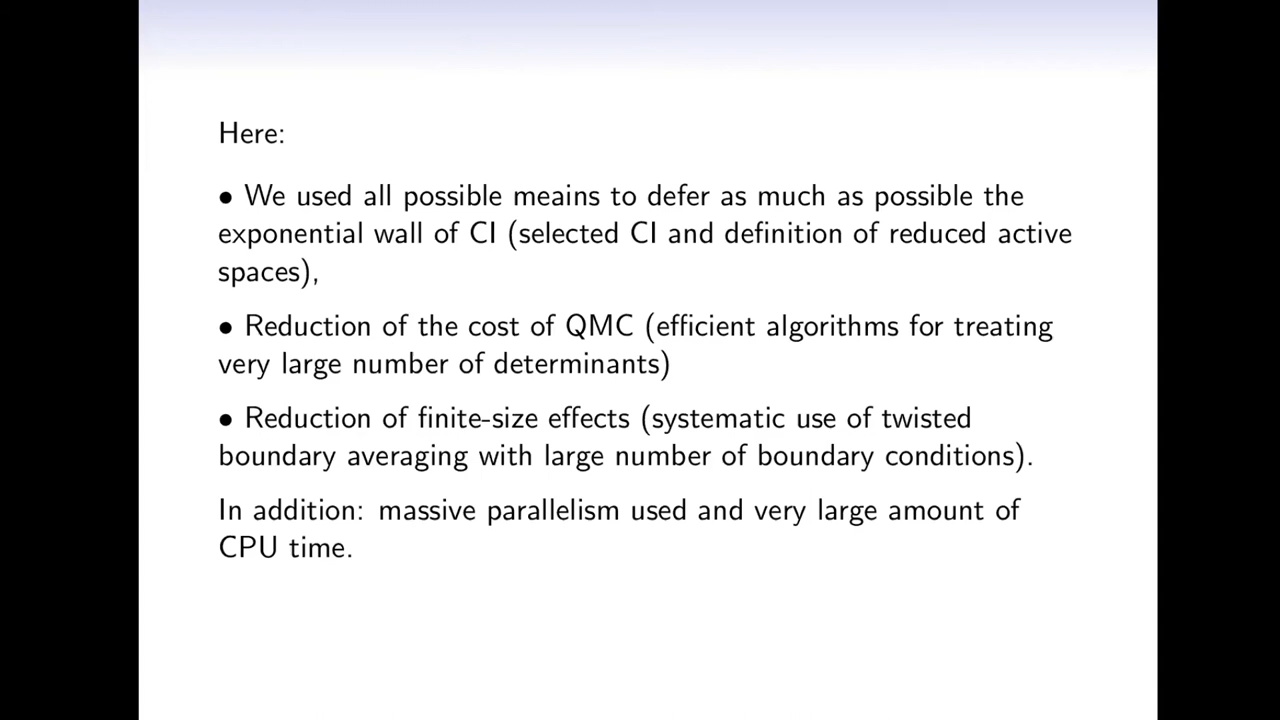 Here:
• We used all possible meains to defer as much as possible the
exponential wall of CI (selected CI and definition of reduced active
spaces),
• Reduction of the cost of QMC (efficient algorithms for treating
very large number of determinants)
• Reduction of finite-size effects (systematic use of twisted
boundary averaging with large number of boundary conditions).
In addition: massive parallelism used and very large amount of
CPU time.